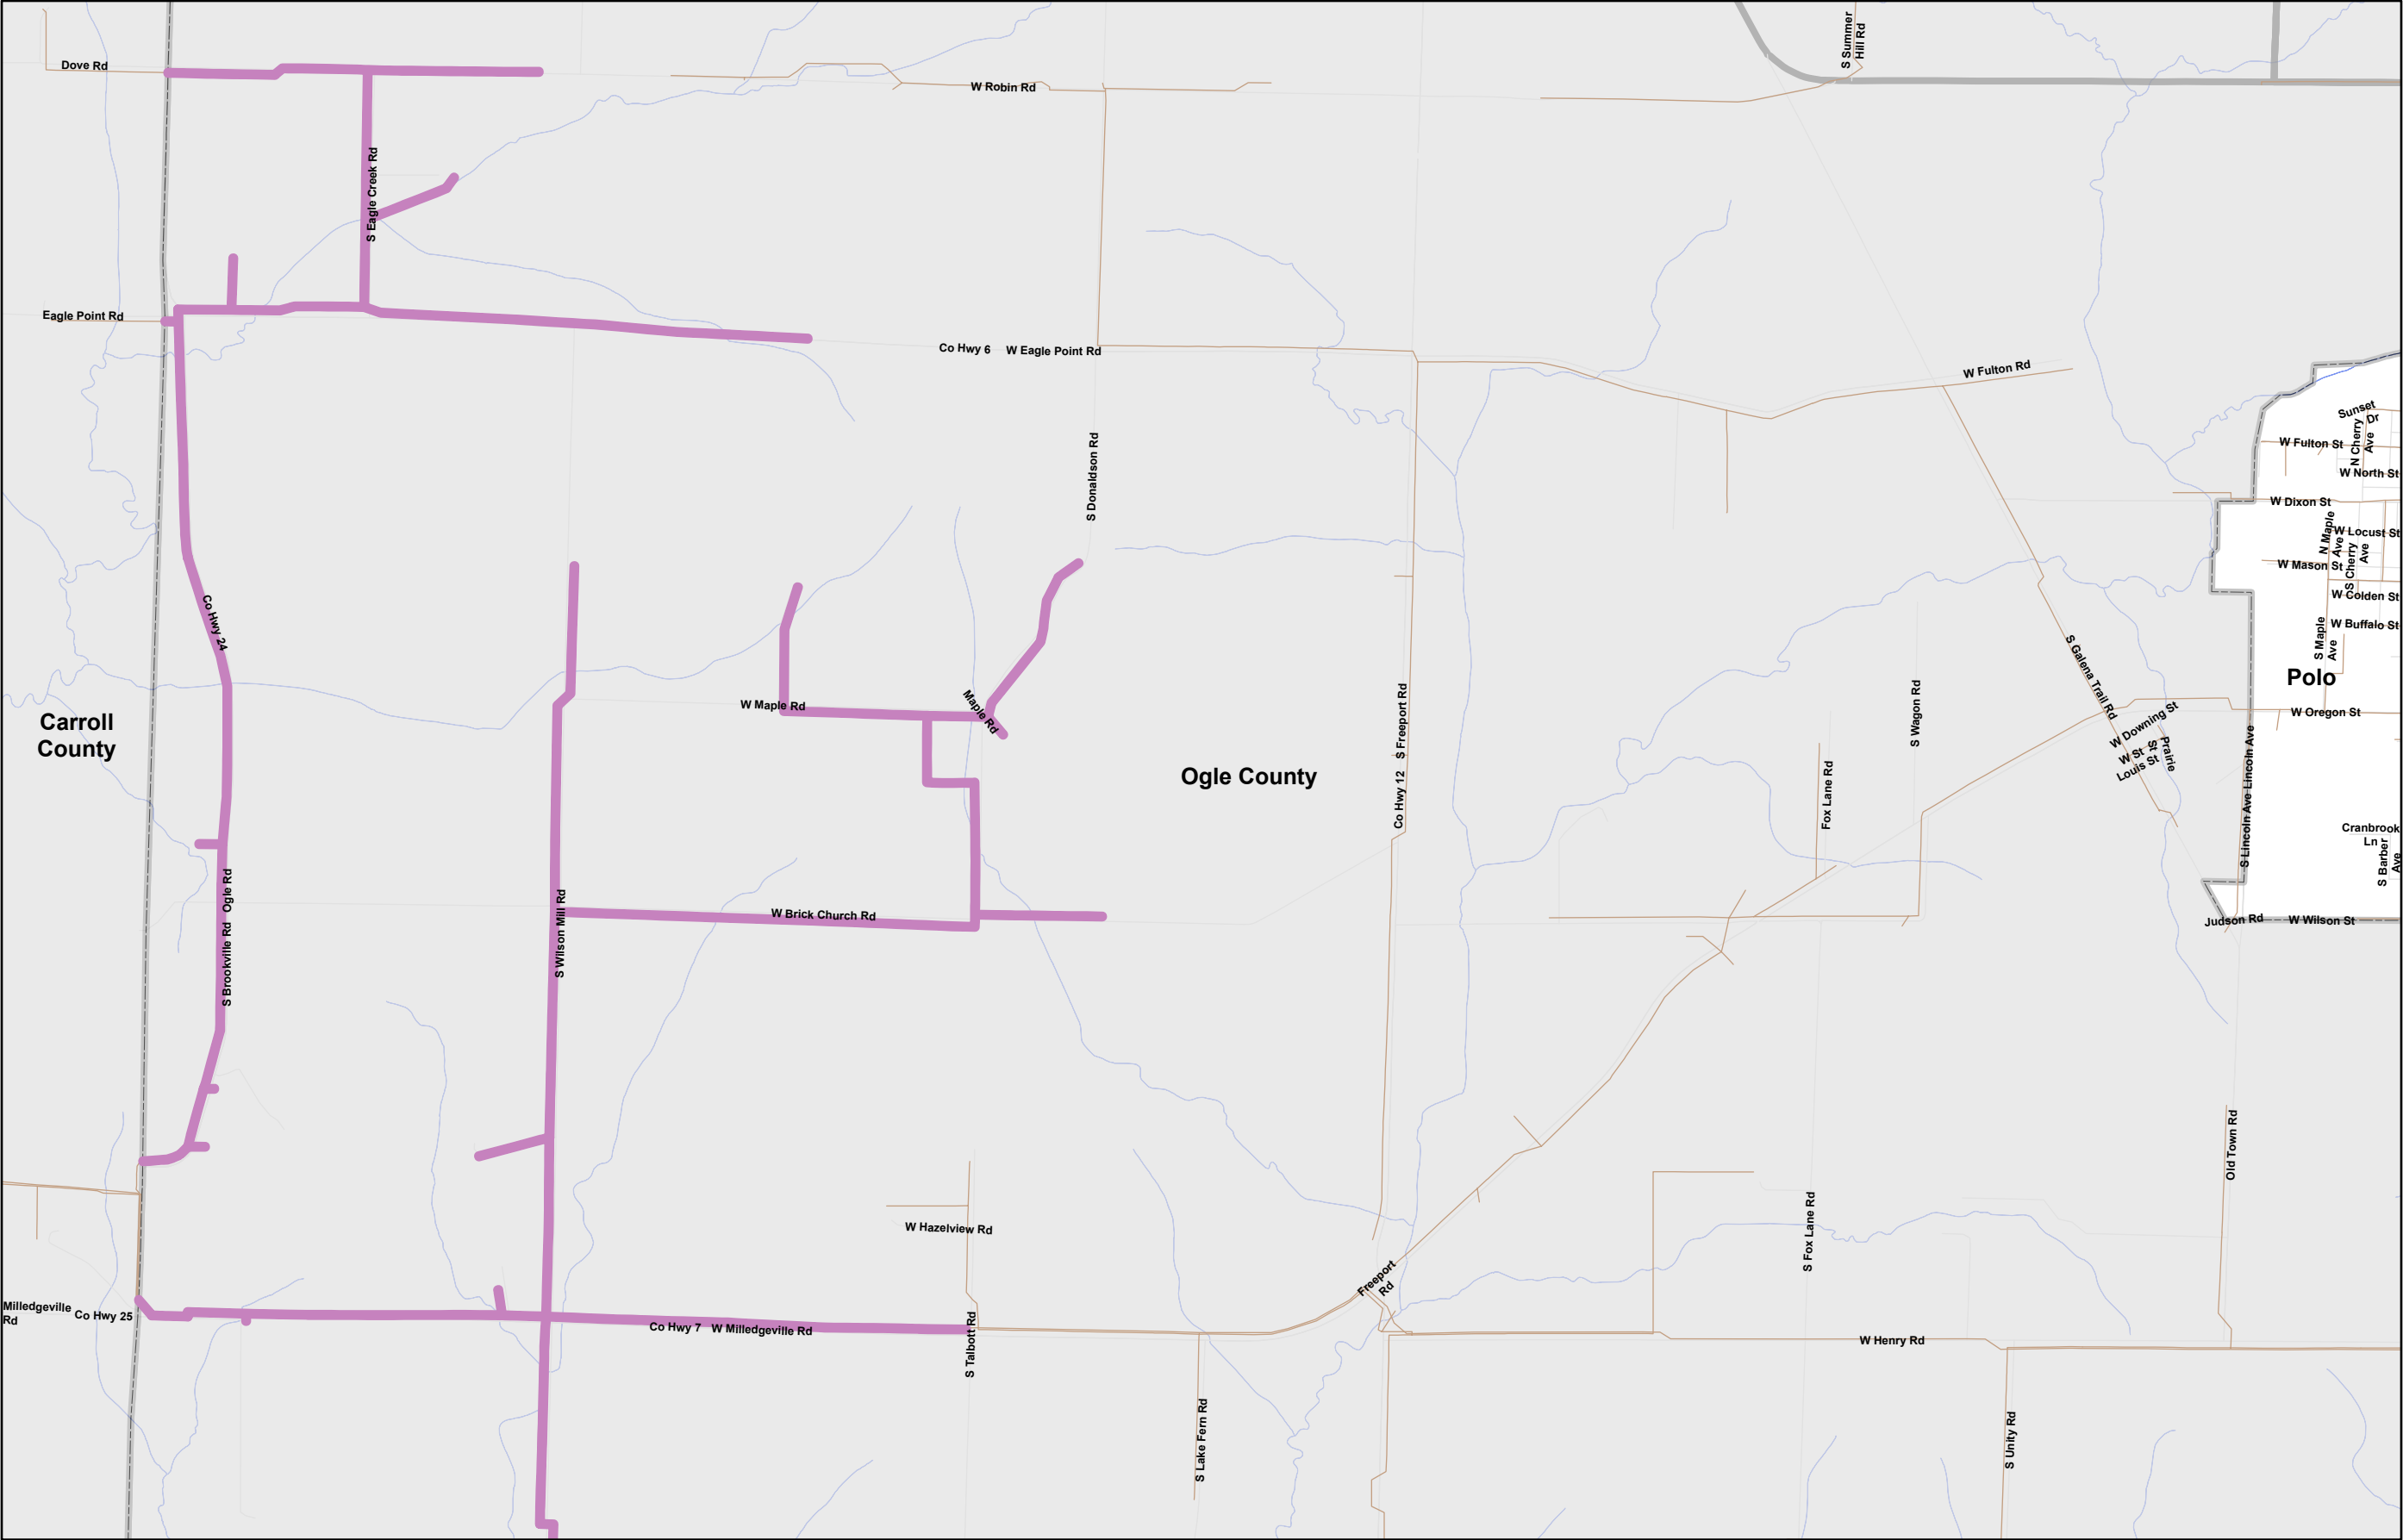 S Summer
Hill Rd
Dove Rd
W Robin Rd
S Eagle Creek Rd
Eagle Point Rd
Co Hwy 6 W Eagle Point Rd
W Fulton Rd
Sunset
Dr
N Cherry
Ave
W Fulton St
W North St
S Donaldson Rd
W Dixon St
N Maple
Ave
W Locust St
S Cherry
Ave
W Mason St
W Colden St
Co Hwy 24
W Buffalo St
S Maple
Ave
S Galena Trail Rd
Polo
W Maple Rd
Maple Rd
Carroll
County
Co Hwy 12 S Freeport Rd
S Wagon Rd
W Oregon St
W Downing St
W St
Louis St
Prairie
St
Ogle County
Fox Lane Rd
S Lincoln Ave Lincoln Ave
Cranbrook
Ln
S Barber
Ave
S Brookville Rd Ogle Rd
S Wilson Mill Rd
W Brick Church Rd
Judson Rd
W Wilson St
Old Town Rd
W Hazelview Rd
S Fox Lane Rd
Freeport
Rd
Milledgeville
Rd
Co Hwy 25
Co Hwy 7 W Milledgeville Rd
S Talbott Rd
W Henry Rd
S Lake Fern Rd
S Unity Rd